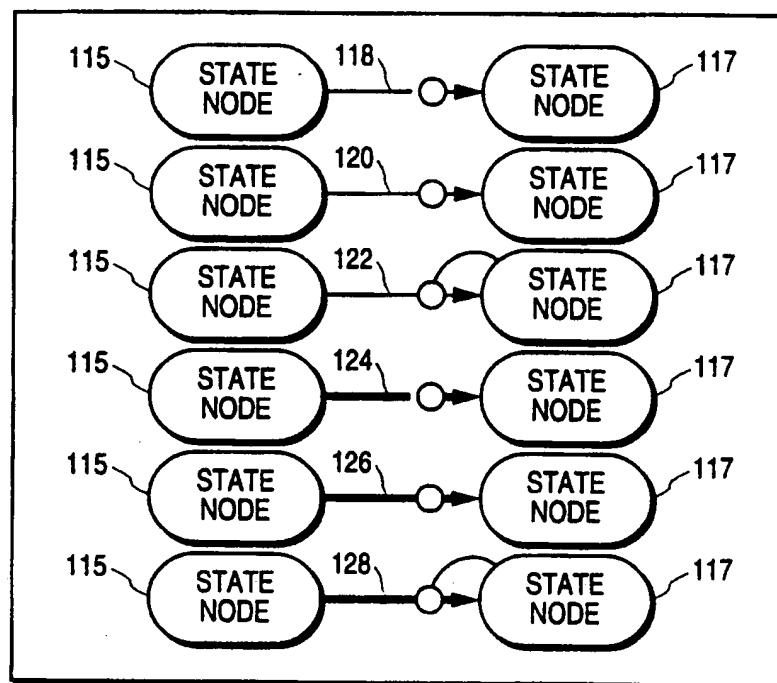 115 STATE NODE 118 STATE NODE 117
115 STATE NODE 120 STATE NODE 117
115 STATE NODE 122 STATE NODE 117
115 STATE NODE 124 STATE NODE 117
115 STATE NODE 126 STATE NODE 117
115 STATE NODE 128 STATE NODE 117